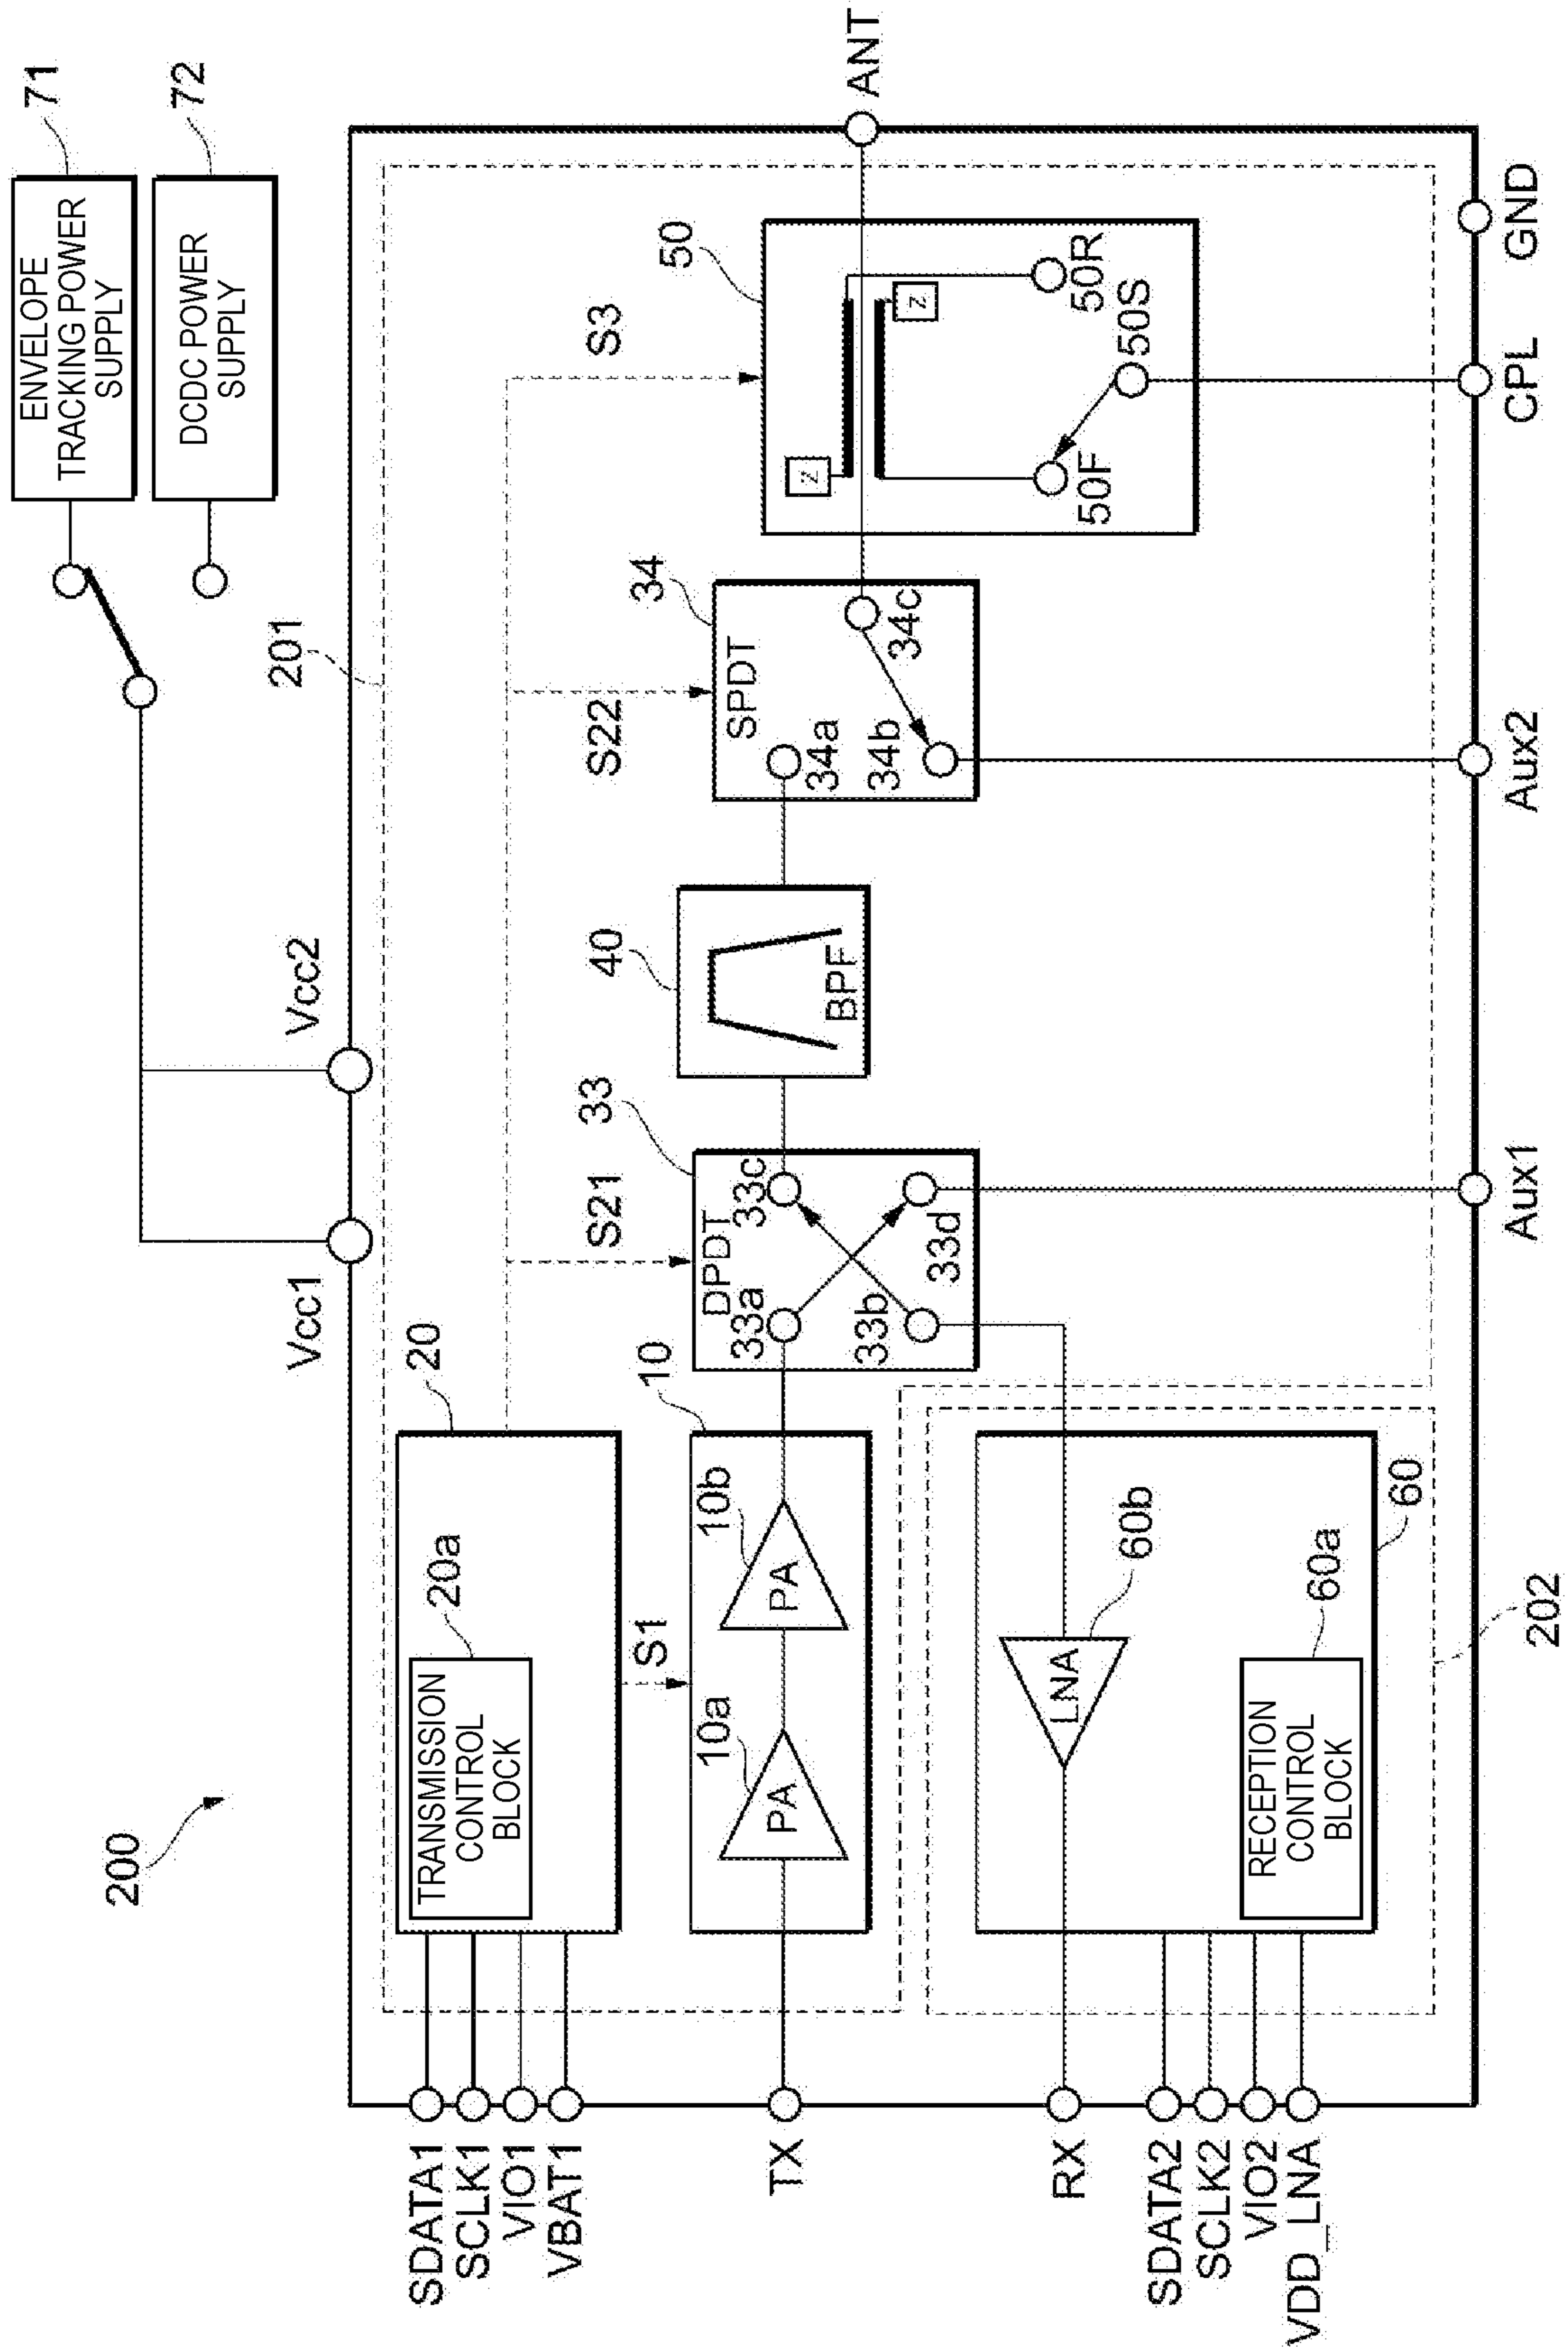 200
ENVELOPE
TRACKING POWER
SUPPLY
71
DCDC POWER
SUPPLY
72
Vcc1
Vcc2
201
SDATA1
SCLK1
VIO1
VBAT1
TRANSMISSION
CONTROL
BLOCK
20a
20
S1
S21
S22
S3
TX
PA
10a
PA
10b
10
DPDT
33
33a
33c
33b
33d
40
BPF
34
SPDT
34a
34b
34c
50
z
z
50F
50R
50S
ANT
RX
LNA
60b
SDATA2
SCLK2
VIO2
VDD_LNA
RECEPTION
CONTROL
BLOCK
60a
60
202
Aux1
Aux2
CPL
GND